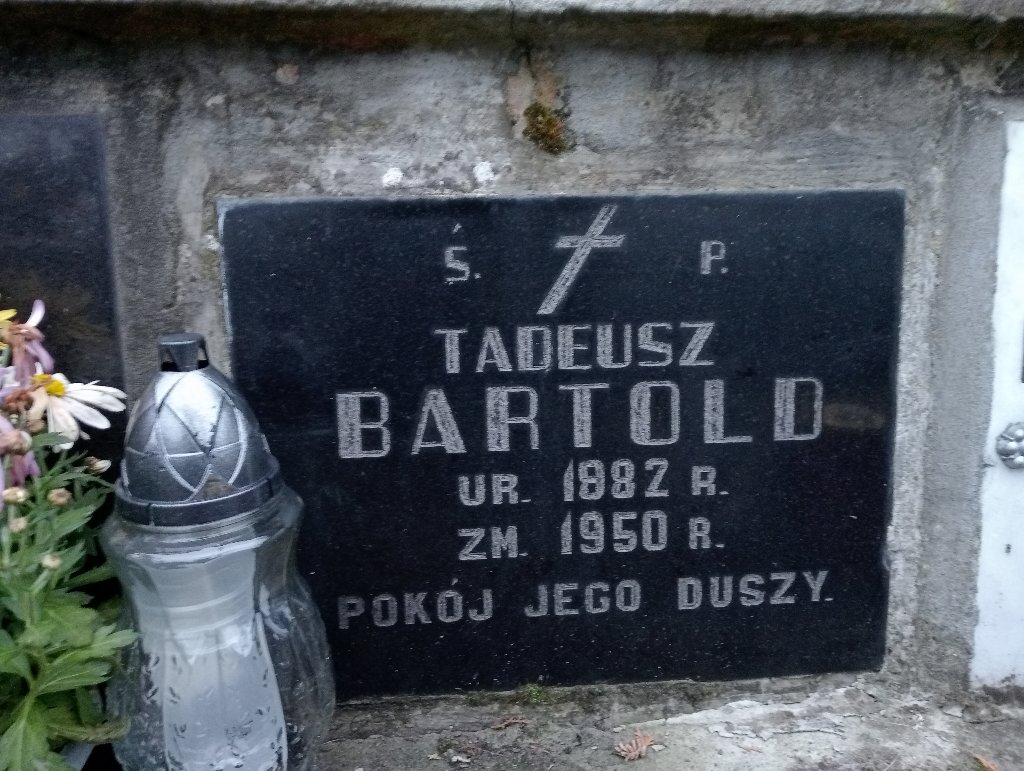 Ś. P.
TADEUSZ
BARTOLD
UR. 1882 R.
ZM. 1950 R.
POKÓJ JEGO DUSZY.